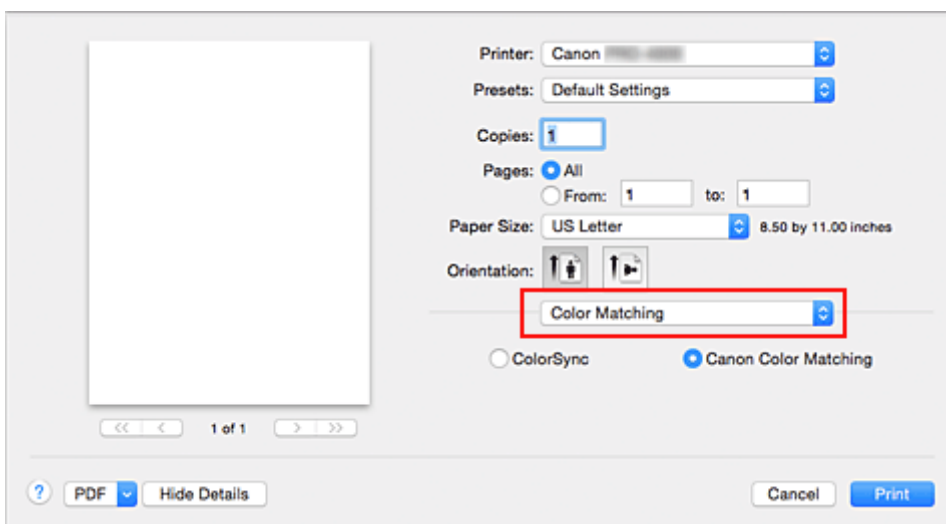 Printer: Canon
Presets: Default Settings
Copies: 1
Pages: All
From: 1 to: 1
Paper Size: US Letter 8.50 by 11.00 inches
Orientation:
Color Matching
ColorSync Canon Color Matching
<< < 1 of 1 > >>
? PDF Hide Details Cancel Print